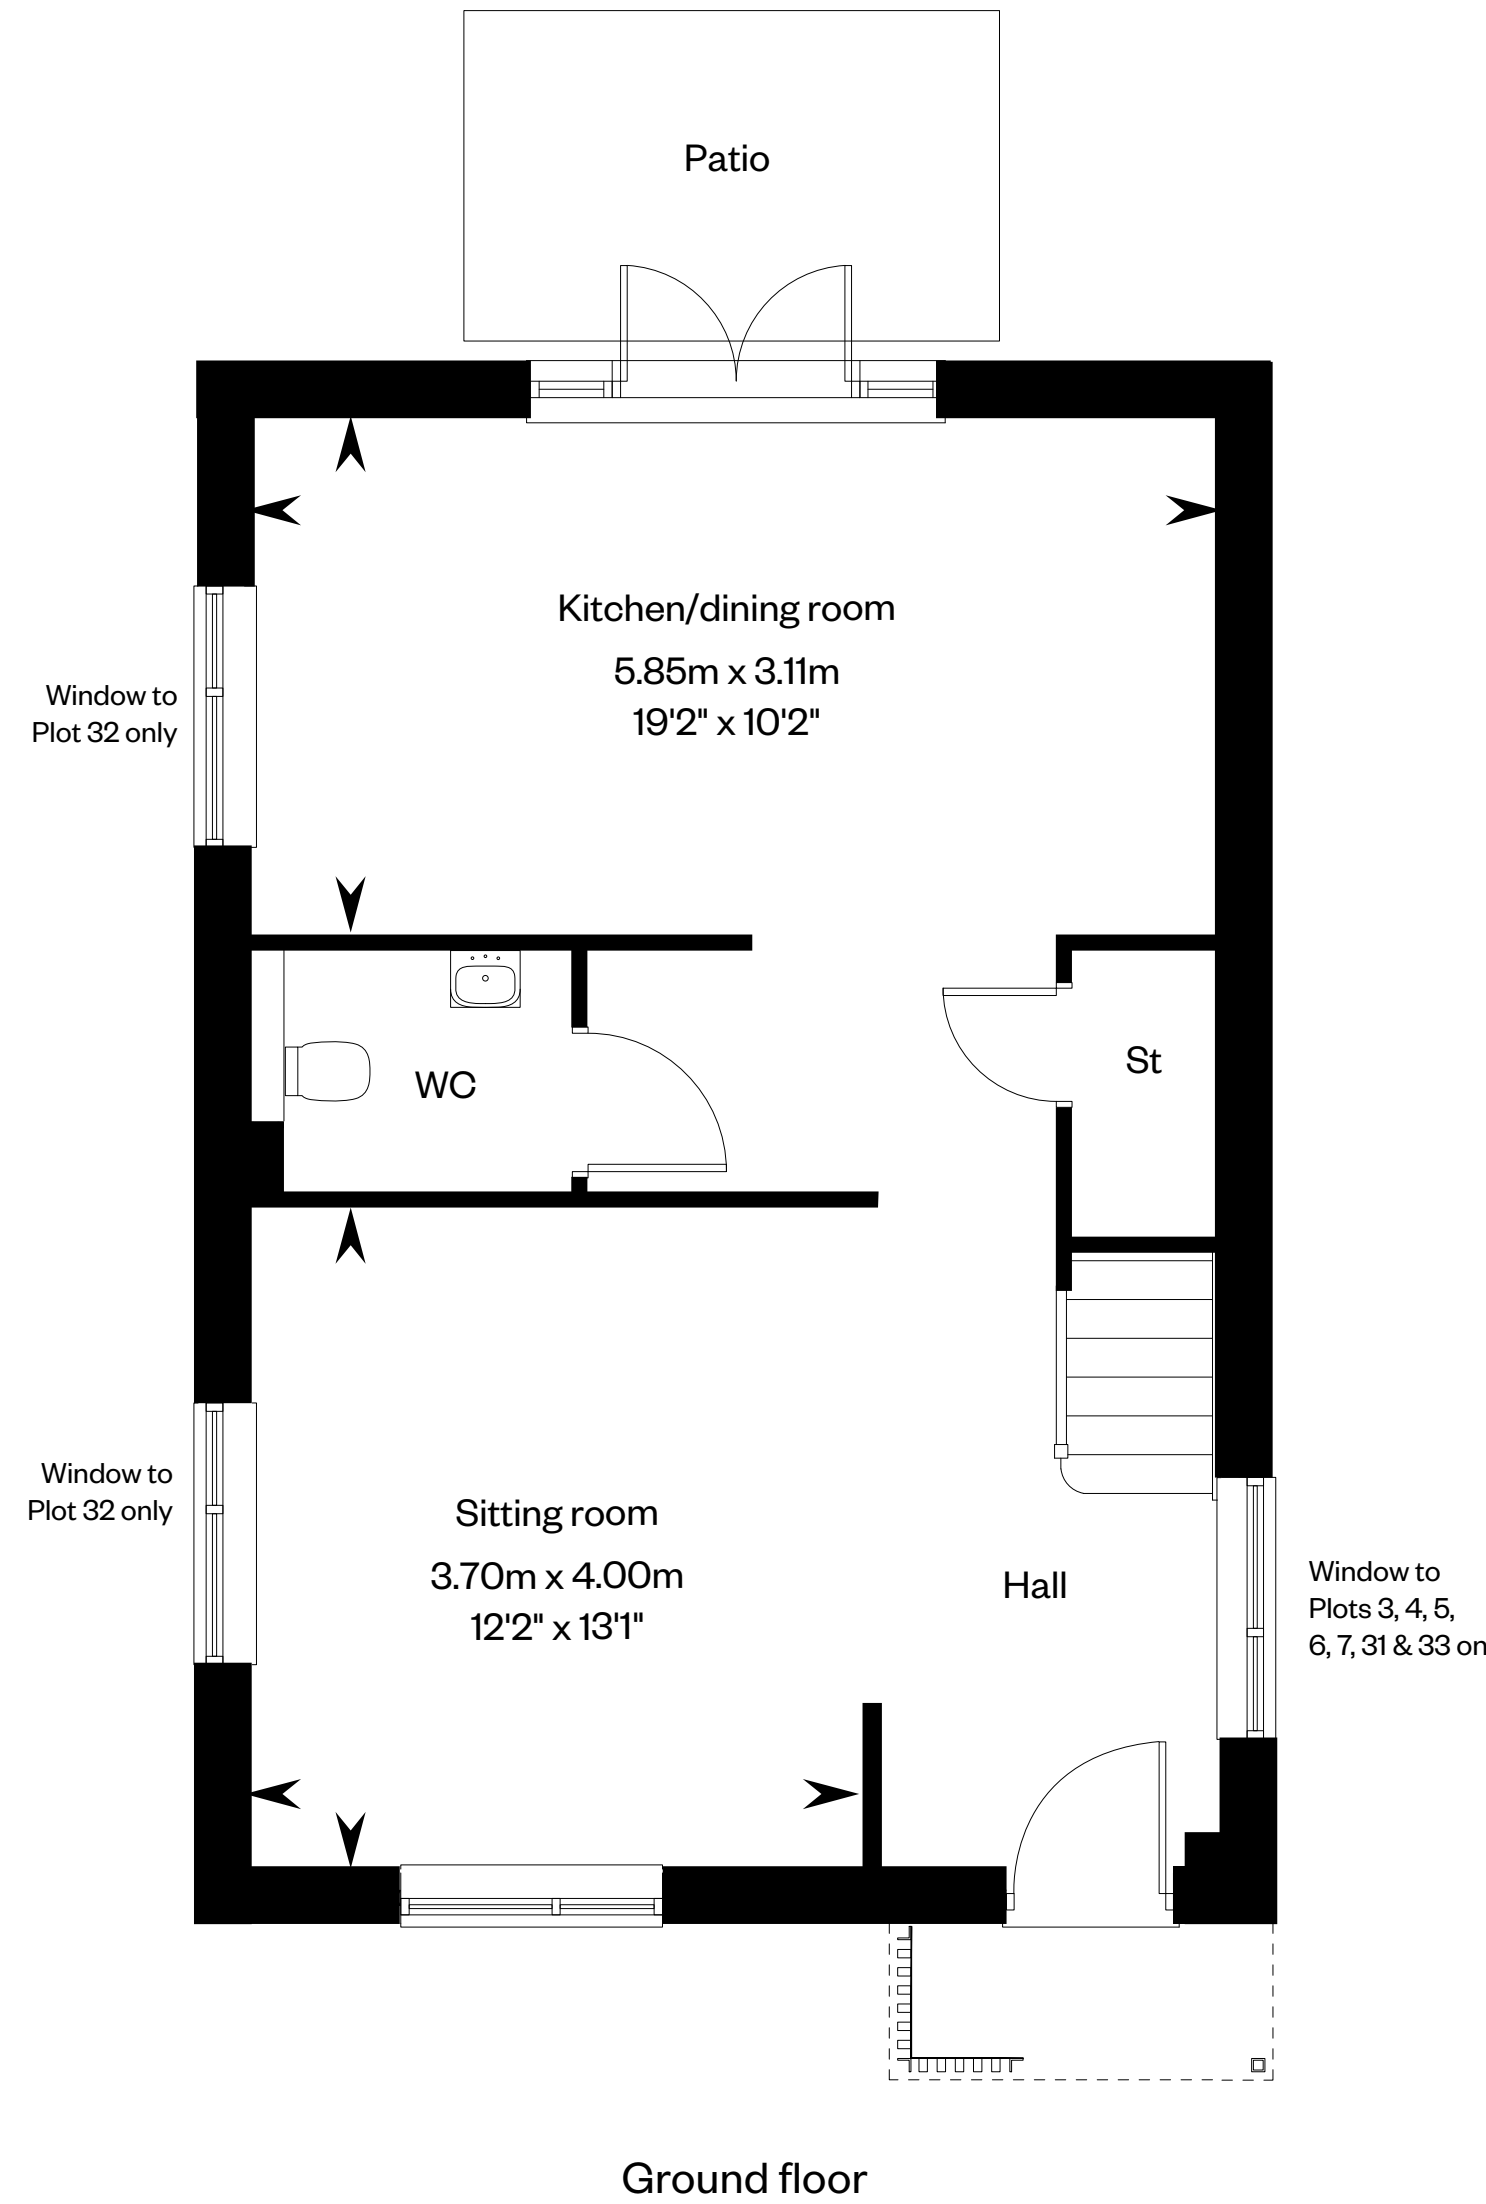 Patio
Kitchen/dining room
5.85m x 3.11m
19'2" x 10'2"
Window to
Plot 32 only
WC
St
Window to
Plot 32 only
Sitting room
3.70m x 4.00m
12'2" x 13'1"
Hall
Window to
Plots 3, 4, 5,
6, 7, 31 & 33 on
Ground floor